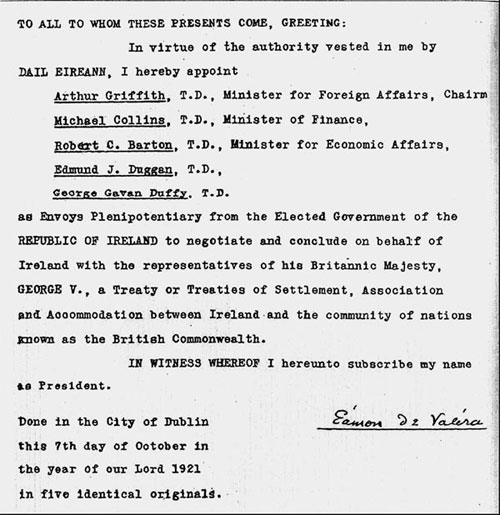 TO ALL TO WHOM THESE PRESENTS COME, GREETING:
In virtue of the authority vested in me by
DAIL EIREANN, I hereby appoint
Arthur Griffith, T.D., Minister for Foreign Affairs, Chairm
Michael Collins, T.D., Minister of Finance,
Robert C. Barton, T.D., Minister for Economic Affairs,
Edmund J. Duggan, T.D.,
George Gavan Duffy, T.D.
as Envoys Plenipotentiary from the Elected Government of the
REPUBLIC OF IRELAND to negotiate and conclude on behalf of
Ireland with the representatives of his Britannic Majesty,
GEORGE V., a Treaty or Treaties of Settlement, Association
and Accommodation between Ireland and the community of nations
known as the British Commonwealth.
IN WITNESS WHEREOF I hereunto subscribe my name
as President.
Done in the City of Dublin
this 7th day of October in
the year of our Lord 1921
in five identical originals.
Éamon de Valéra